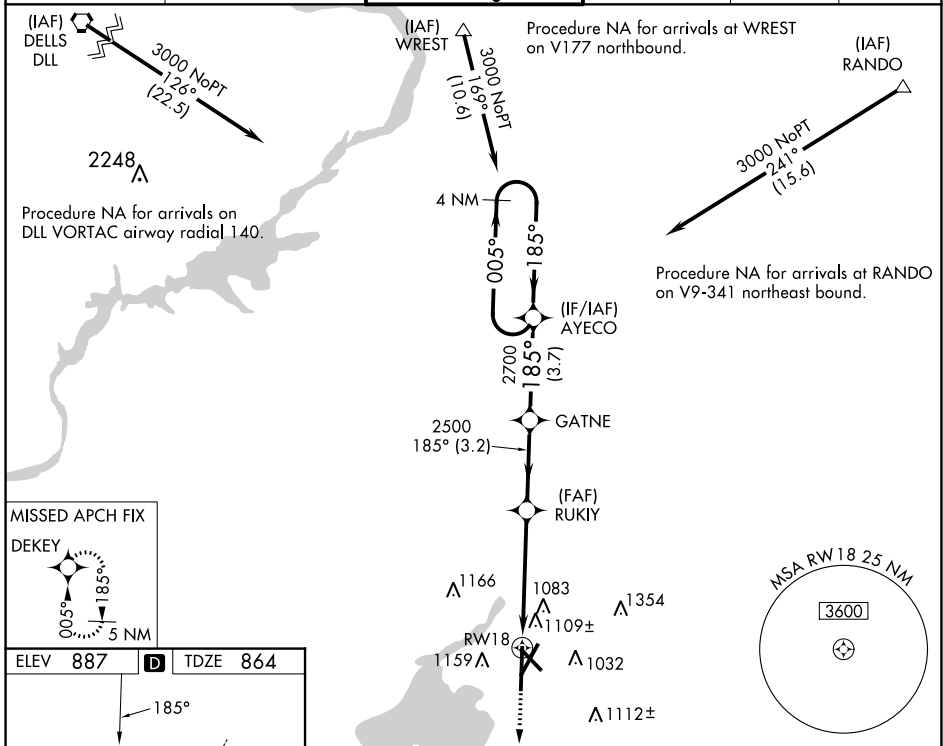 (IAF)
DELLS
DLL
3000 NoPT
126°
(22.5)
(IAF)
WREST
3000 NoPT
169°
(10.6)
Procedure NA for arrivals at WREST
on V177 northbound.
(IAF)
RANDO
3000 NoPT
241°
(15.6)
2248
Procedure NA for arrivals on
DLL VORTAC airway radial 140.
4 NM
005°
185°
Procedure NA for arrivals at RANDO
on V9-341 northeast bound.
(IF/IAF)
AYECO
2700
185°
(3.7)
GATNE
2500
185° (3.2)
(FAF)
RUKIY
MISSED APCH FIX
DEKEY
005°
185°
5 NM
1166
1083
1354
1109±
RW18
1159
1032
1112±
MSA RW18 25 NM
3600
ELEV 887 D TDZE 864
185°